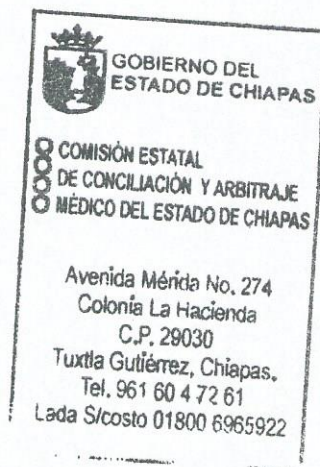 GOBIERNO DEL
ESTADO DE CHIAPAS
COMISIÓN ESTATAL
DE CONCILIACIÓN Y ARBITRAJE
MÉDICO DEL ESTADO DE CHIAPAS
Avenida Mérida No. 274
Colonia La Hacienda
C.P. 29030
Tuxtla Gutiérrez, Chiapas.
Tel. 961 60 4 72 61
Lada S/costo 01800 6965922